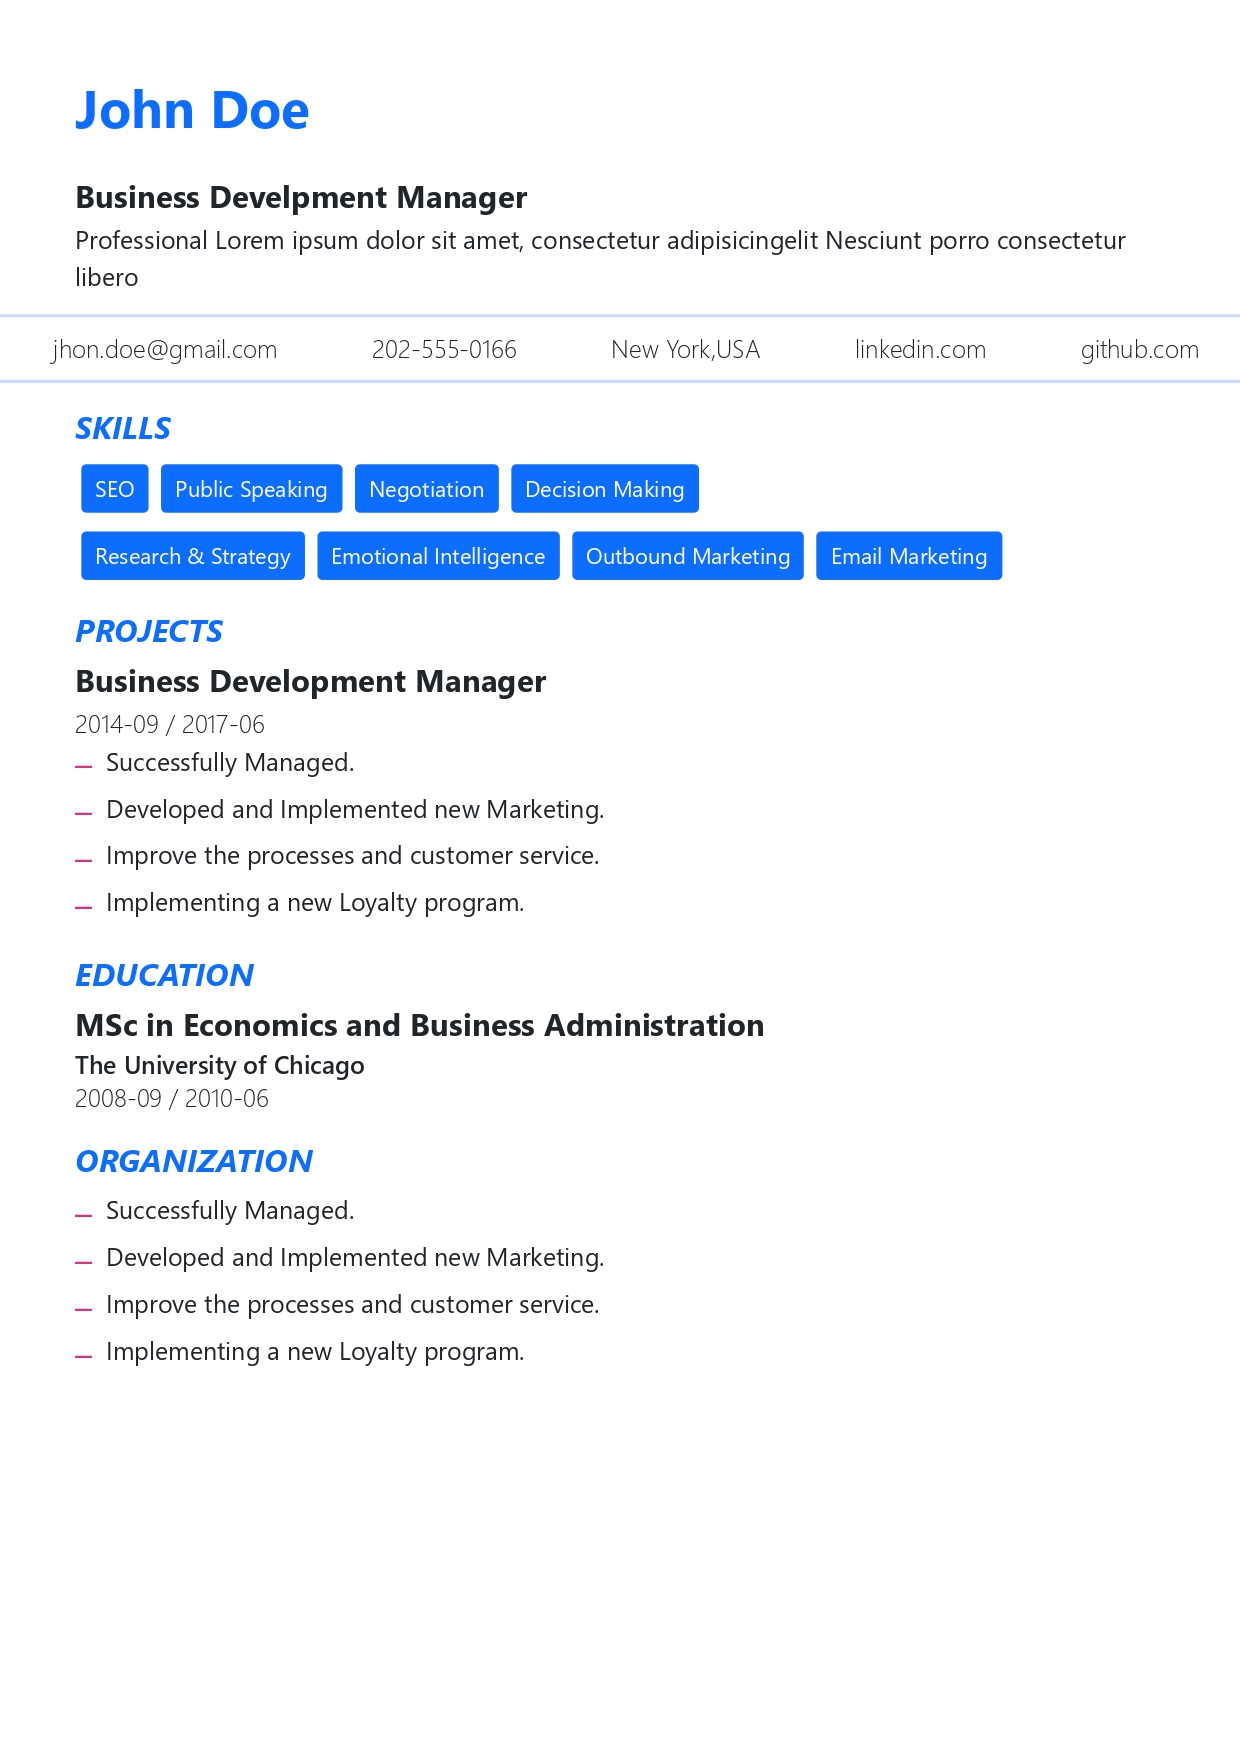 John Doe
Business Develpment Manager
Professional Lorem ipsum dolor sit amet, consectetur adipisicingelit Nesciunt porro consectetur
libero
jhon.doe@gmail.com 202-555-0166 New York,USA linkedin.com github.com
SKILLS
SEO Public Speaking Negotiation Decision Making
Research & Strategy Emotional Intelligence Outbound Marketing Email Marketing
PROJECTS
Business Development Manager
2014-09 / 2017-06
Successfully Managed.
Developed and Implemented new Marketing.
Improve the processes and customer service.
Implementing a new Loyalty program.
EDUCATION
MSc in Economics and Business Administration
The University of Chicago
2008-09 / 2010-06
ORGANIZATION
Successfully Managed.
Developed and Implemented new Marketing.
Improve the processes and customer service.
Implementing a new Loyalty program.